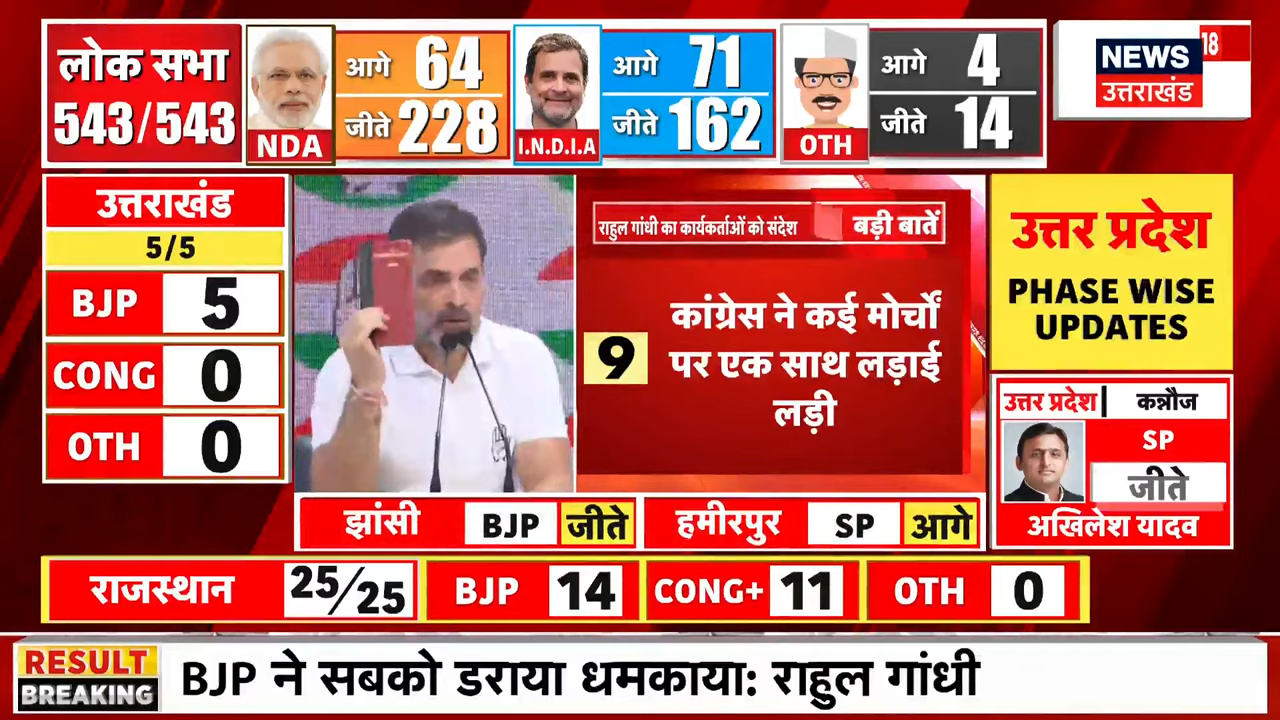 लोक सभा
543/543
NDA
आगे 64
जीते 228
I.N.D.I.A
आगे 71
जीते 162
OTH
आगे 4
जीते 14
NEWS 18
उत्तराखंड
उत्तराखंड
5/5
BJP 5
CONG 0
OTH 0
राहुल गांधी का कार्यकर्ताओं को संदेश बड़ी बातें
9
कांग्रेस ने कई मोर्चों
पर एक साथ लड़ाई
लड़ी
उत्तर प्रदेश
PHASE WISE
UPDATES
उत्तर प्रदेश कन्नौज
SP
जीते
अखिलेश यादव
झांसी BJP जीते
हमीरपुर SP आगे
राजस्थान 25/25 BJP 14 CONG+ 11 OTH 0
RESULT
BREAKING
BJP ने सबको डराया धमकाया: राहुल गांधी